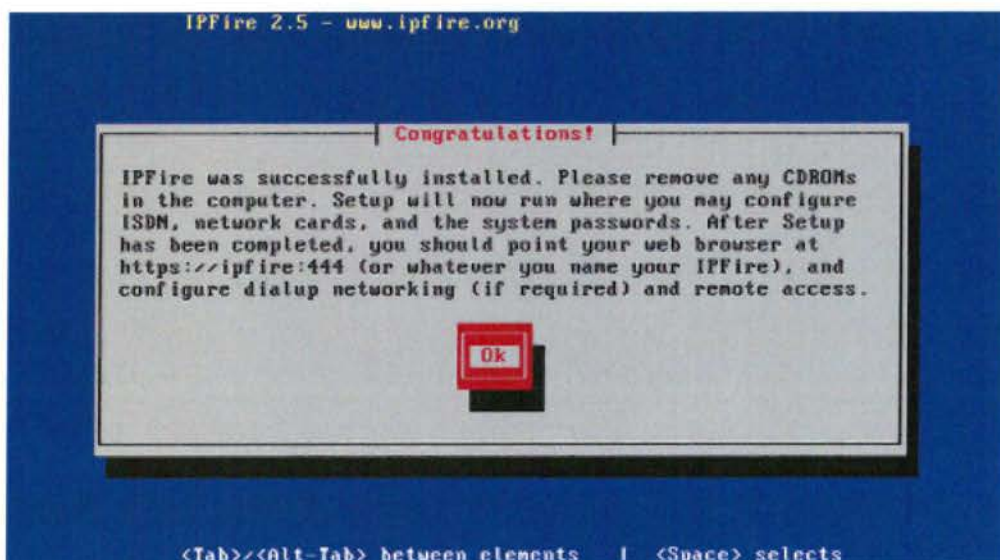 IPFire 2.5 - www.ipfire.org
Congratulations!
IPFire was successfully installed. Please remove any CDROMs
in the computer. Setup will now run where you may configure
ISDN, network cards, and the system passwords. After Setup
has been completed, you should point your web browser at
https://ipfire:444 (or whatever you name your IPFire), and
configure dialup networking (if required) and remote access.
Ok
<Tab>/<Alt-Tab> between elements | <Space> selects